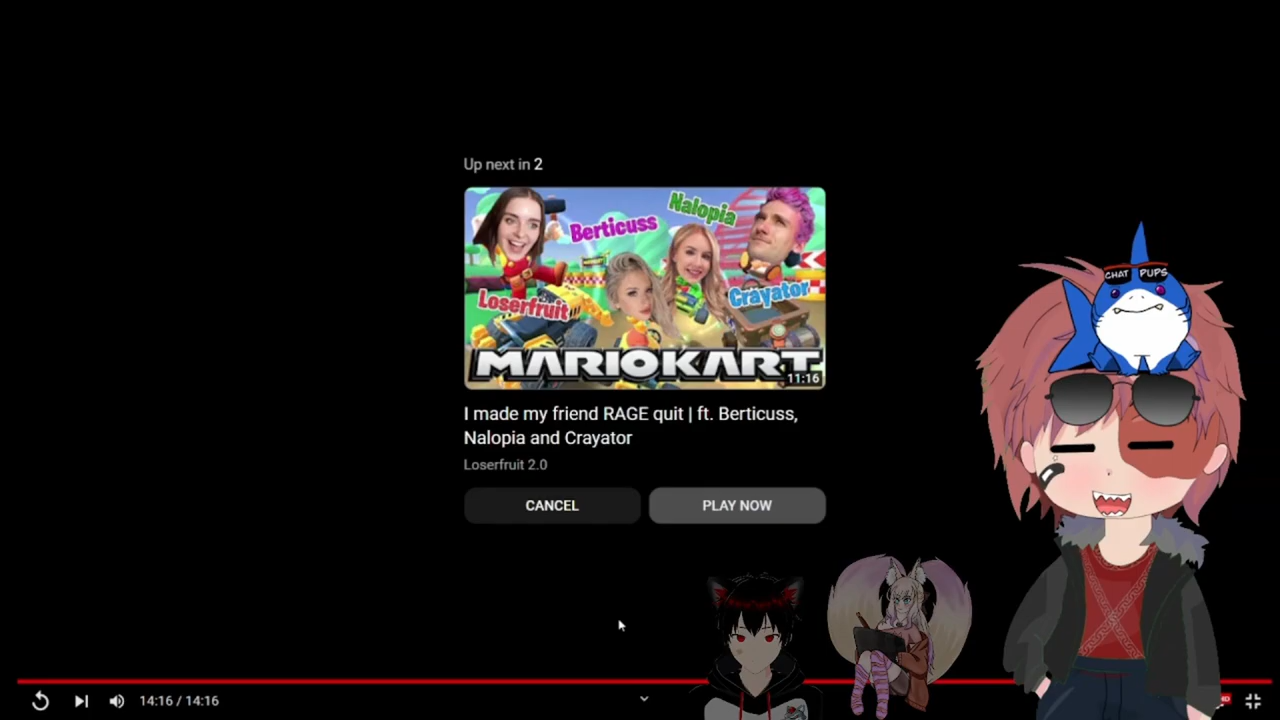 Up next in 2
Nalopia
Berticuss
Crayator
Loserfruit
MARIOKART
11:16
I made my friend RAGE quit | ft. Berticuss,
Nalopia and Crayator
Loserfruit 2.0
CANCEL
PLAY NOW
CHAT PUPS
14:16 / 14:16
HD